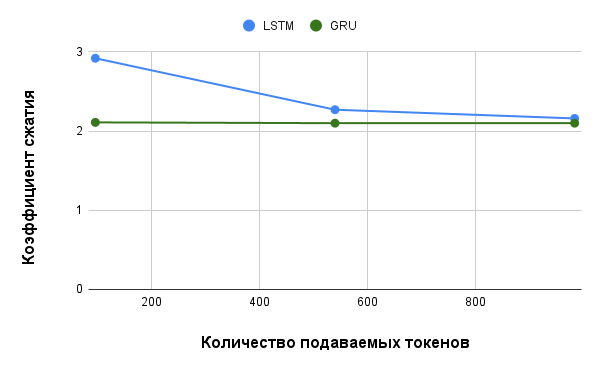 LSTM GRU
Коэффициент сжатия
3
2
1
0
200 400 600 800
Количество подаваемых токенов